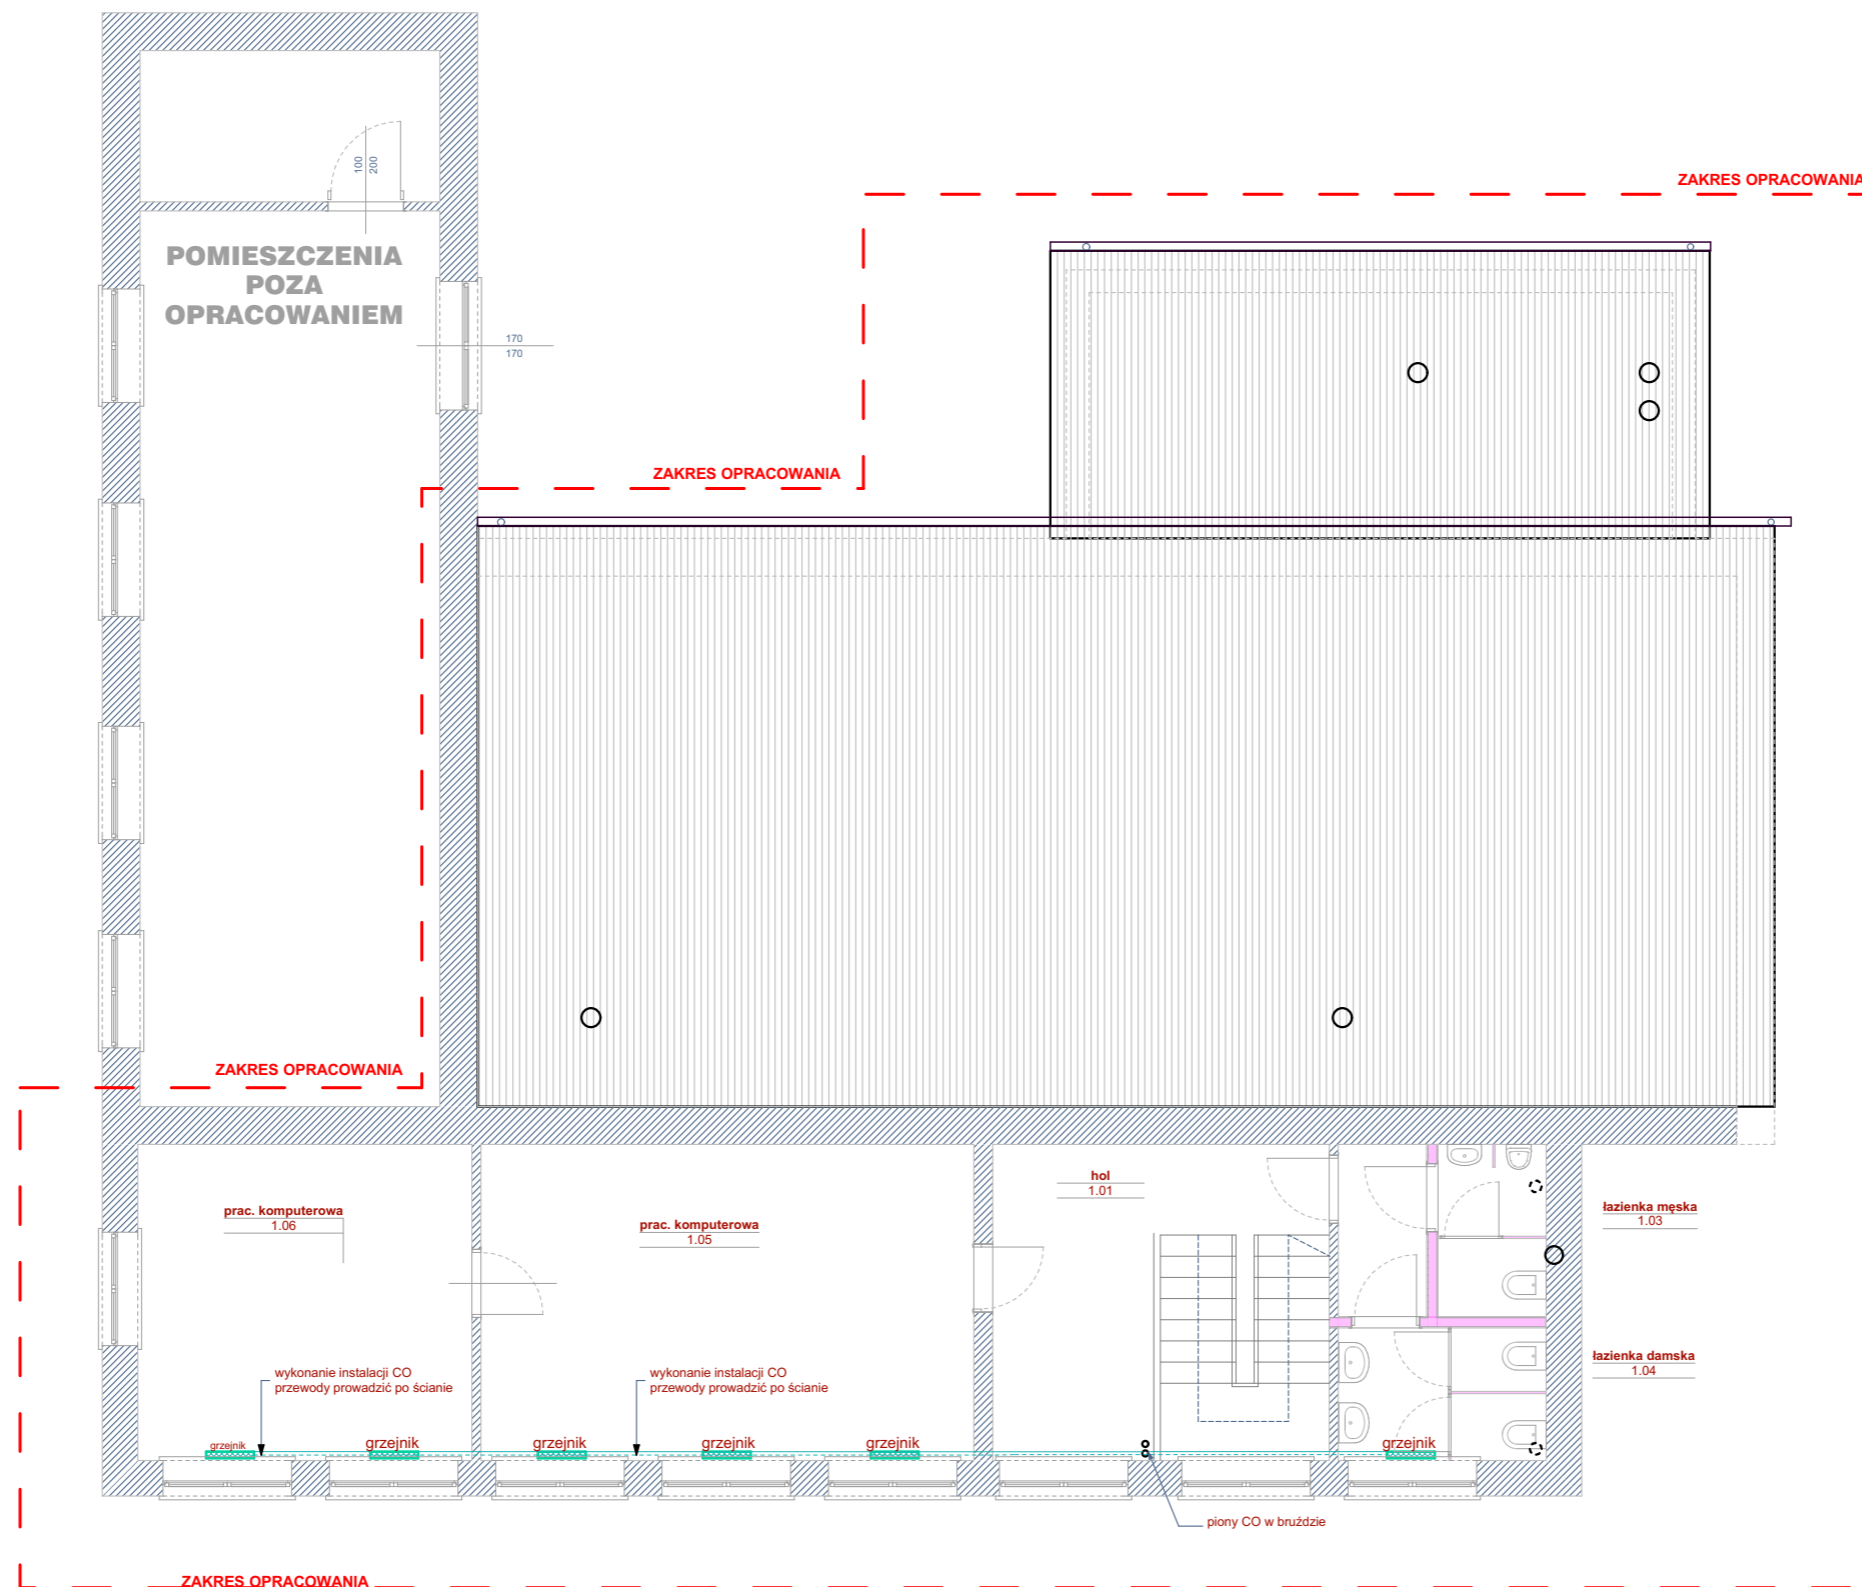 100
200
ZAKRES OPRACOWANIA
POMIESZCZENIA
POZA
OPRACOWANIEM
170
170
ZAKRES OPRACOWANIA
ZAKRES OPRACOWANIA
hol
1.01
prac. komputerowa
1.06
prac. komputerowa
1.05
łazienka męska
1.03
łazienka damska
1.04
wykonanie instalacji CO
przewody prowadzić po ścianie
wykonanie instalacji CO
przewody prowadzić po ścianie
grzejnik
grzejnik
grzejnik
grzejnik
grzejnik
grzejnik
piony CO w bruździe
ZAKRES OPRACOWANIA